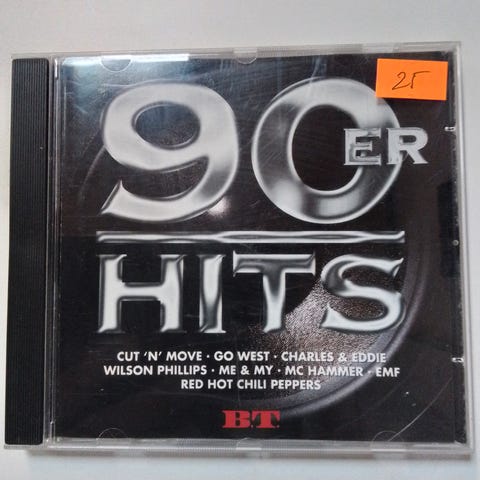 25
90ER
HITS
CUT 'N' MOVE · GO WEST · CHARLES & EDDIE
WILSON PHILLIPS · ME & MY · MC HAMMER · EMF
RED HOT CHILI PEPPERS
B.T.